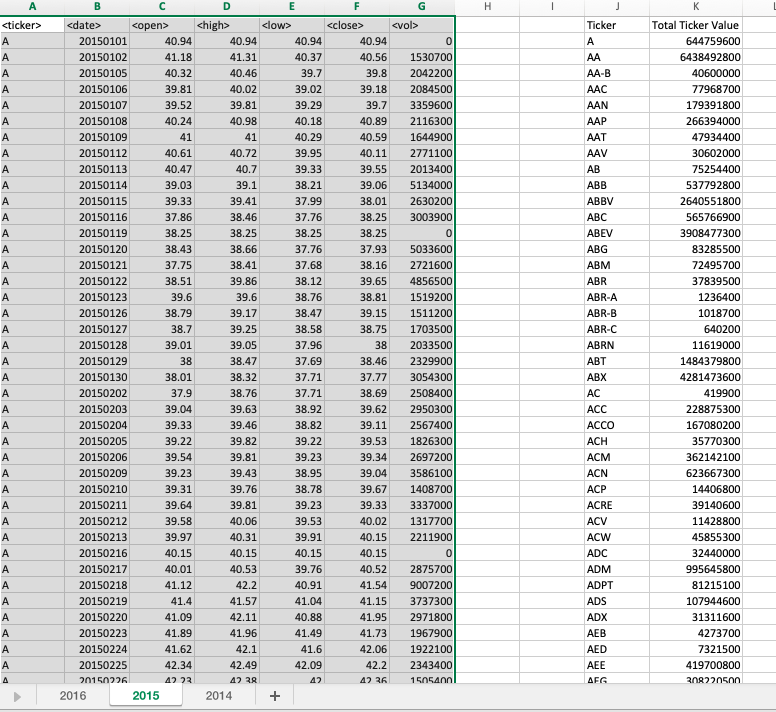 A B C D E F G H I J K L
<ticker> <date> <open> <high> <low> <close> <vol> Ticker Total Ticker Value
A 20150101 40.94 40.94 40.94 40.94 0 A 644759600
A 20150102 41.18 41.31 40.37 40.56 1530700 AA 6438492800
A 20150105 40.32 40.46 39.7 39.8 2042200 AA-B 40600000
A 20150106 39.81 40.02 39.02 39.18 2084500 AAC 77968700
A 20150107 39.52 39.81 39.29 39.7 3359600 AAN 179391800
A 20150108 40.24 40.98 40.18 40.89 2116300 AAP 266394000
A 20150109 41 41 40.29 40.59 1644900 AAT 47934400
A 20150112 40.61 40.72 39.95 40.11 2771100 AAV 30602000
A 20150113 40.47 40.7 39.33 39.55 2013400 AB 75254400
A 20150114 39.03 39.1 38.21 39.06 5134000 ABB 537792800
A 20150115 39.33 39.41 37.99 38.01 2630200 ABBV 2640551800
A 20150116 37.86 38.46 37.76 38.25 3003900 ABC 565766900
A 20150119 38.25 38.25 38.25 38.25 0 ABEV 3908477300
A 20150120 38.43 38.66 37.76 37.93 5033600 ABG 83285500
A 20150121 37.75 38.41 37.68 38.16 2721600 ABM 72495700
A 20150122 38.51 39.86 38.12 39.65 4856500 ABR 37839500
A 20150123 39.6 39.6 38.76 38.81 1519200 ABR-A 1236400
A 20150126 38.79 39.17 38.47 39.15 1511200 ABR-B 1018700
A 20150127 38.7 39.25 38.58 38.75 1703500 ABR-C 640200
A 20150128 39.01 39.05 37.96 38 2033500 ABRN 11619000
A 20150129 38 38.47 37.69 38.46 2329900 ABT 1484379800
A 20150130 38.01 38.32 37.71 37.77 3054300 ABX 4281473600
A 20150202 37.9 38.76 37.71 38.69 2508400 AC 419900
A 20150203 39.04 39.63 38.92 39.62 2950300 ACC 228875300
A 20150204 39.33 39.46 38.82 39.11 2567400 ACCO 167080200
A 20150205 39.22 39.82 39.22 39.53 1826300 ACH 35770300
A 20150206 39.54 39.81 39.23 39.34 2697200 ACM 362142100
A 20150209 39.23 39.43 38.95 39.04 3586100 ACN 623667300
A 20150210 39.31 39.76 38.78 39.67 1408700 ACP 14406800
A 20150211 39.64 39.81 39.23 39.33 3337000 ACRE 39140600
A 20150212 39.58 40.06 39.53 40.02 1317700 ACV 11428800
A 20150213 39.97 40.31 39.91 40.15 2211900 ACW 45855300
A 20150216 40.15 40.15 40.15 40.15 0 ADC 32440000
A 20150217 40.01 40.53 39.76 40.52 2875700 ADM 995645800
A 20150218 41.12 42.2 40.91 41.54 9007200 ADPT 81215100
A 20150219 41.4 41.57 41.04 41.15 3737300 ADS 107944600
A 20150220 41.09 42.11 40.88 41.95 2971800 ADX 31311600
A 20150223 41.89 41.96 41.49 41.73 1967900 AEB 4273700
A 20150224 41.62 42.1 41.6 42.06 1922100 AED 7321500
A 20150225 42.34 42.49 42.09 42.2 2343400 AEE 419700800
A 20150226 42.23 42.38 42 42.36 1505400 AEG 308220500
2016 2015 2014 +